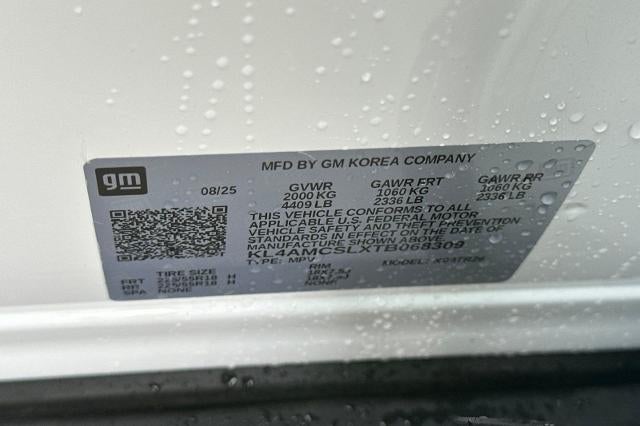 gm
MFD BY GM KOREA COMPANY
08/25 GVWR GAWR FRT GAWR RR
2000 KG 1060 KG 1060 KG
4409 LB 2336 LB 2336 LB
THIS VEHICLE CONFORMS TO ALL
APPLICABLE U.S. FEDERAL MOTOR
VEHICLE SAFETY AND THEFT PREVENTION
STANDARDS IN EFFECT ON THE DATE OF
MANUFACTURE SHOWN ABOVE.
TYPE: MPV MODEL:
TIRE SIZE RIM
FRT 225/55R18 H 18X7.5J
RR 225/55R18 H 18X7.5J
SPA NONE NONE